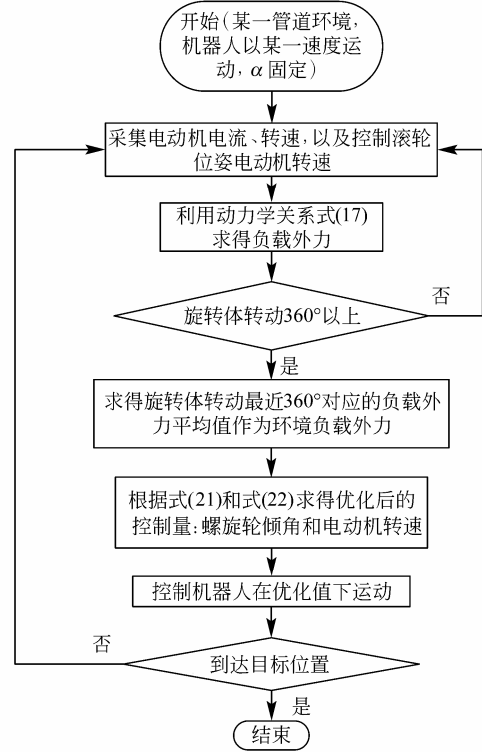 开始(某一管道环境,
机器人以某一速度运
动, α 固定)
采集电动机电流、转速,以及控制滚轮
位姿电动机转速
利用动力学关系式(17)
求得负载外力
否
旋转体转动360°以上
是
求得旋转体转动最近360°对应的负载外
力平均值作为环境负载外力
根据式(21)和式(22)求得优化后的
控制量:螺旋轮倾角和电动机转速
控制机器人在优化值下运动
否
到达目标位置
是
结束